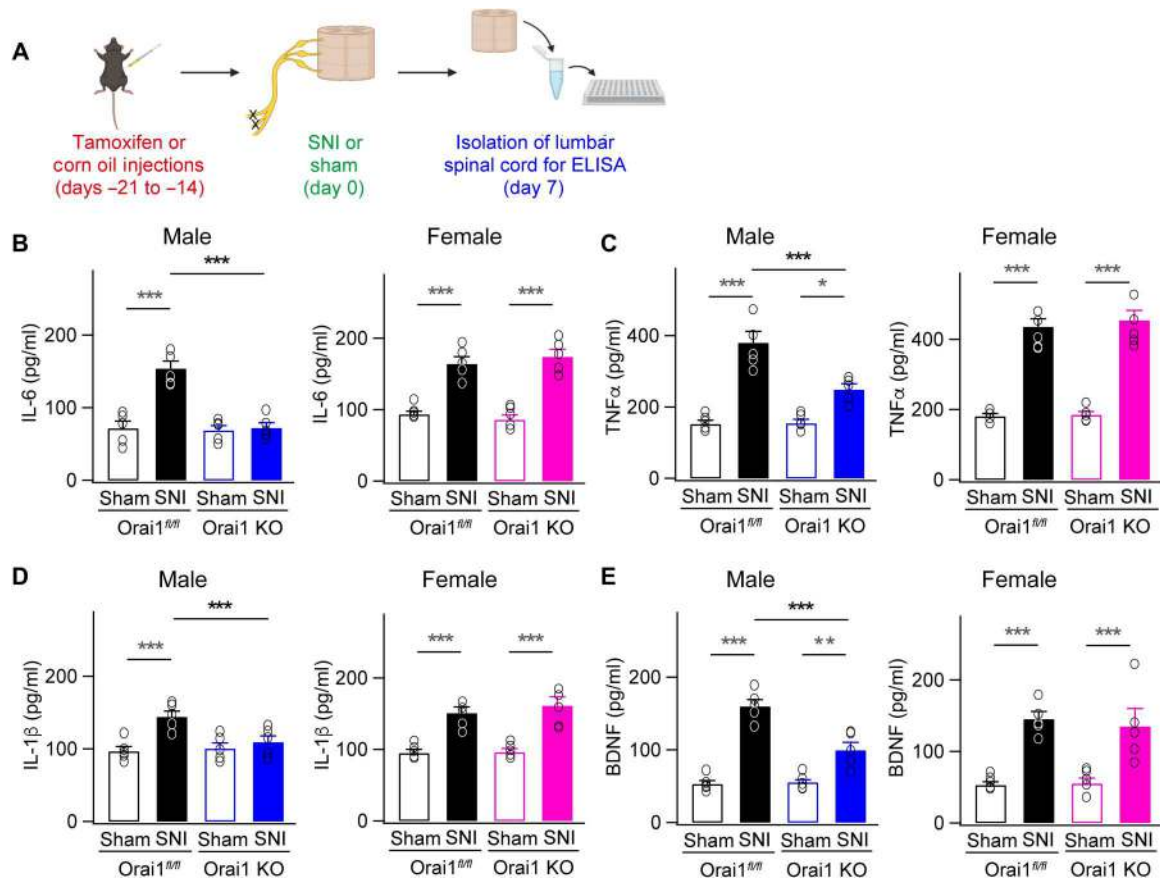 A
Tamoxifen or
corn oil injections
(days –21 to –14)
SNI or
sham
(day 0)
Isolation of lumbar
spinal cord for ELISA
(day 7)
B
Male
IL-6 (pg/ml)
200
100
0
***
***
Sham SNI Sham SNI
Orai1fl/fl Orai1 KO
Female
IL-6 (pg/ml)
200
100
0
*** ***
Sham SNI Sham SNI
Orai1fl/fl Orai1 KO
C
Male
TNFα (pg/ml)
400
200
0
***
*** *
Sham SNI Sham SNI
Orai1fl/fl Orai1 KO
Female
TNFα (pg/ml)
400
200
0
*** ***
Sham SNI Sham SNI
Orai1fl/fl Orai1 KO
D
Male
IL-1β (pg/ml)
200
100
0
***
***
Sham SNI Sham SNI
Orai1fl/fl Orai1 KO
Female
IL-1β (pg/ml)
200
100
0
*** ***
Sham SNI Sham SNI
Orai1fl/fl Orai1 KO
E
Male
BDNF (pg/ml)
200
100
0
***
*** **
Sham SNI Sham SNI
Orai1fl/fl Orai1 KO
Female
BDNF (pg/ml)
200
100
0
*** ***
Sham SNI Sham SNI
Orai1fl/fl Orai1 KO